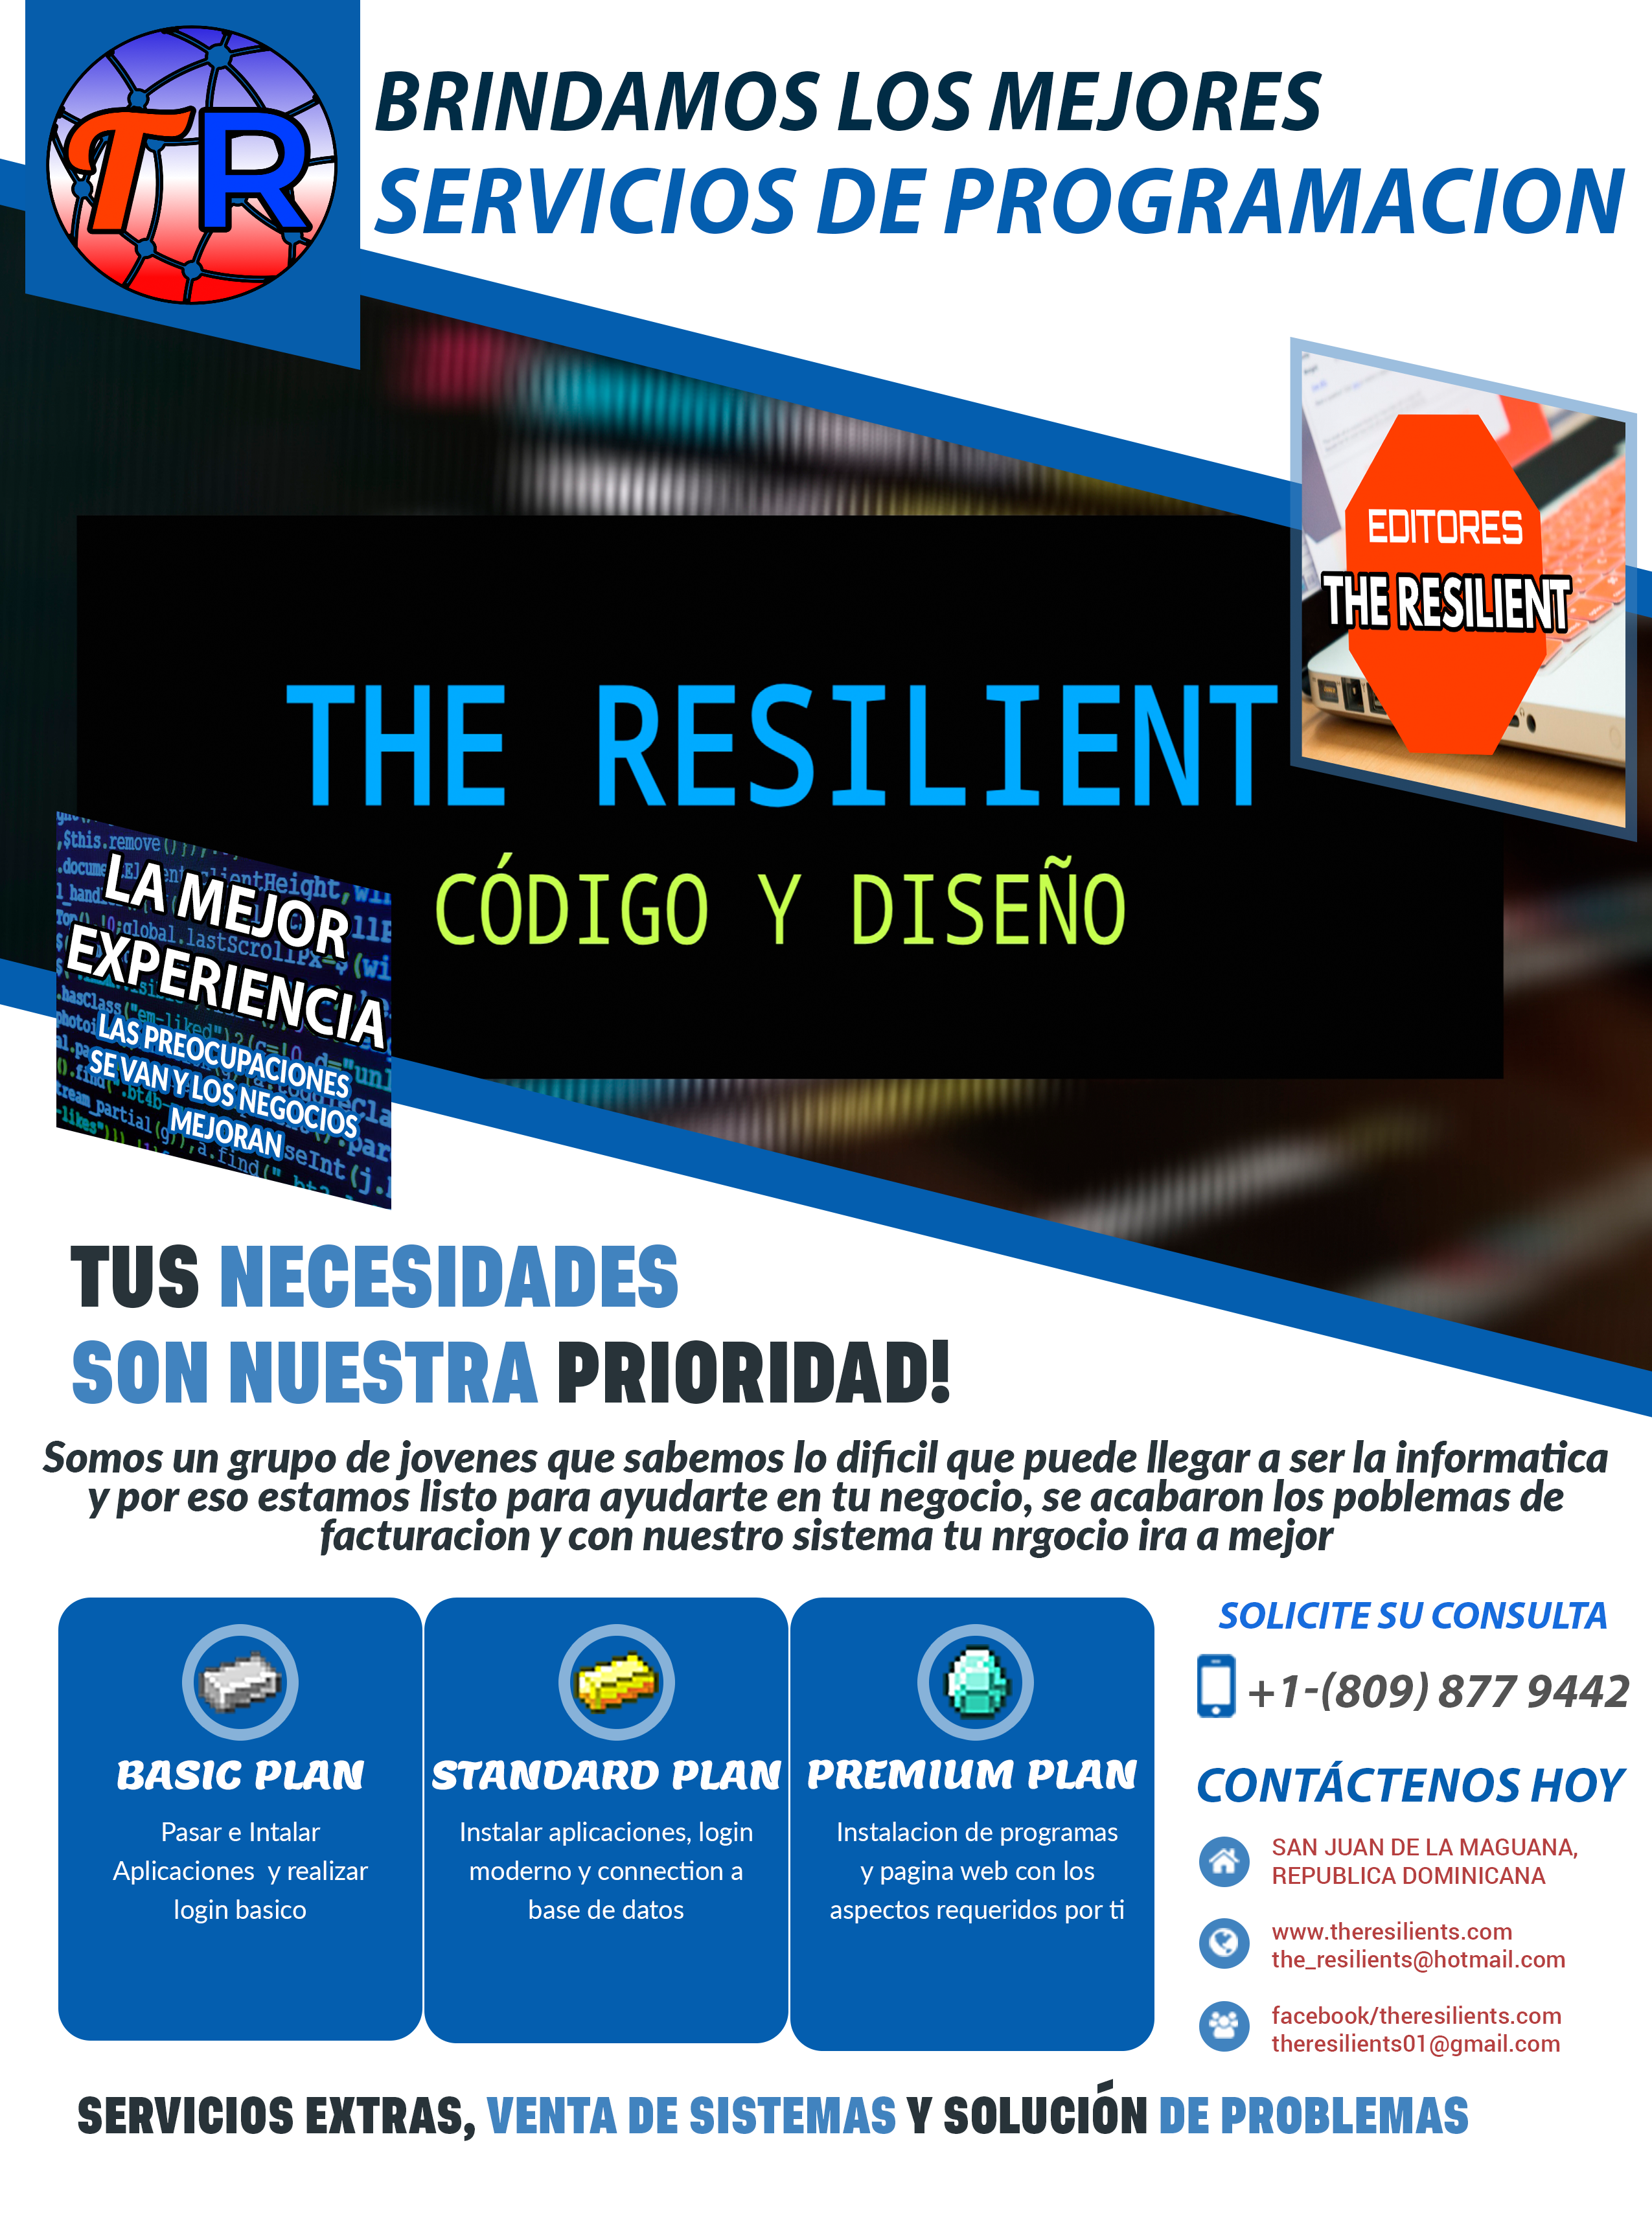 TR
BRINDAMOS LOS MEJORES
SERVICIOS DE PROGRAMACION
EDITORES
THE RESILIENT
THE RESILIENT
CÓDIGO Y DISEÑO
LA MEJOR
EXPERIENCIA
LAS PREOCUPACIONES
SE VAN Y LOS NEGOCIOS
MEJORAN
TUS NECESIDADES
SON NUESTRA PRIORIDAD!
Somos un grupo de jovenes que sabemos lo dificil que puede llegar a ser la informatica
y por eso estamos listo para ayudarte en tu negocio, se acabaron los poblemas de
facturacion y con nuestro sistema tu nrgocio ira a mejor
BASIC PLAN
Pasar e Intalar
Aplicaciones y realizar
login basico
STANDARD PLAN
Instalar aplicaciones, login
moderno y connection a
base de datos
PREMIUM PLAN
Instalacion de programas
y pagina web con los
aspectos requeridos por ti
SOLICITE SU CONSULTA
+1-(809) 877 9442
CONTÁCTENOS HOY
SAN JUAN DE LA MAGUANA,
REPUBLICA DOMINICANA
www.theresilients.com
the_resilients@hotmail.com
facebook/theresilients.com
theresilients01@gmail.com
SERVICIOS EXTRAS, VENTA DE SISTEMAS Y SOLUCIÓN DE PROBLEMAS